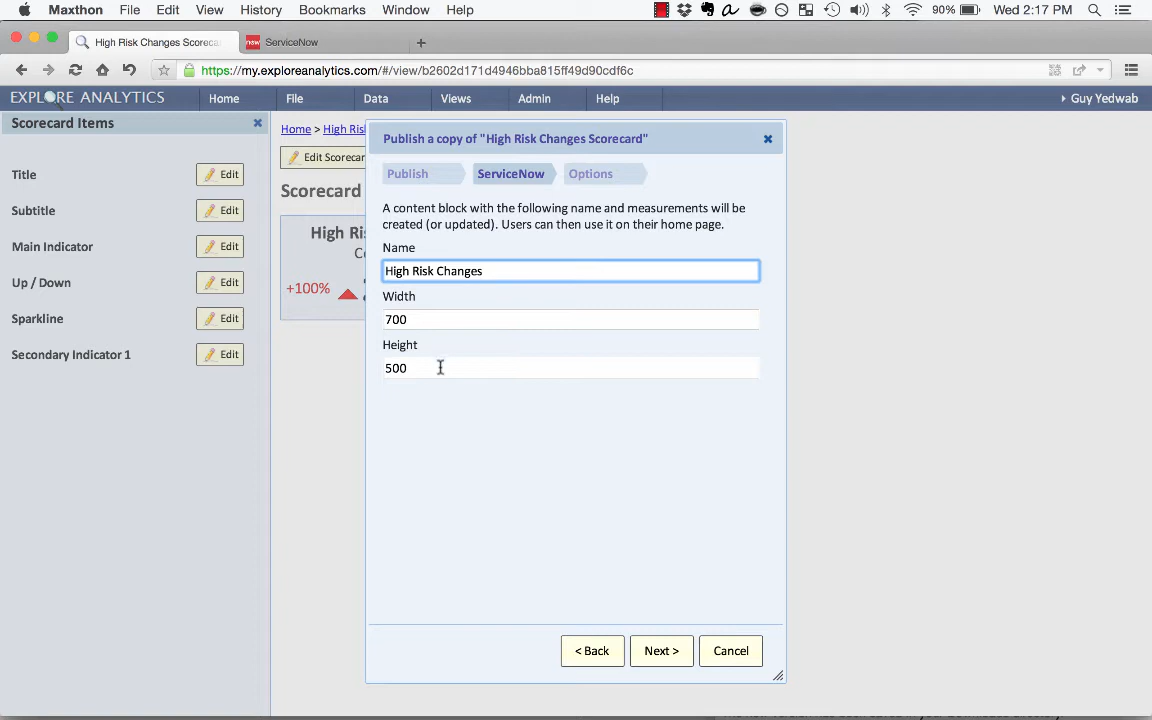 Maxthon File Edit View History Bookmarks Window Help 90% Wed 2:17 PM
High Risk Changes Scoreca
now ServiceNow
https://my.exploreanalytics.com/#/view/b2602d171d4946bba815ff49d90cdf6c
EXPLORE ANALYTICS Home File Data Views Admin Help Guy Yedwab
Scorecard Items
Title Edit
Subtitle Edit
Main Indicator Edit
Up / Down Edit
Sparkline Edit
Secondary Indicator 1 Edit
Home > High Ris
Edit Scorecar
Scorecard
High Ri
+100%
Publish a copy of "High Risk Changes Scorecard"
Publish ServiceNow Options
A content block with the following name and measurements will be
created (or updated). Users can then use it on their home page.
Name
High Risk Changes
Width
700
Height
500
< Back Next > Cancel